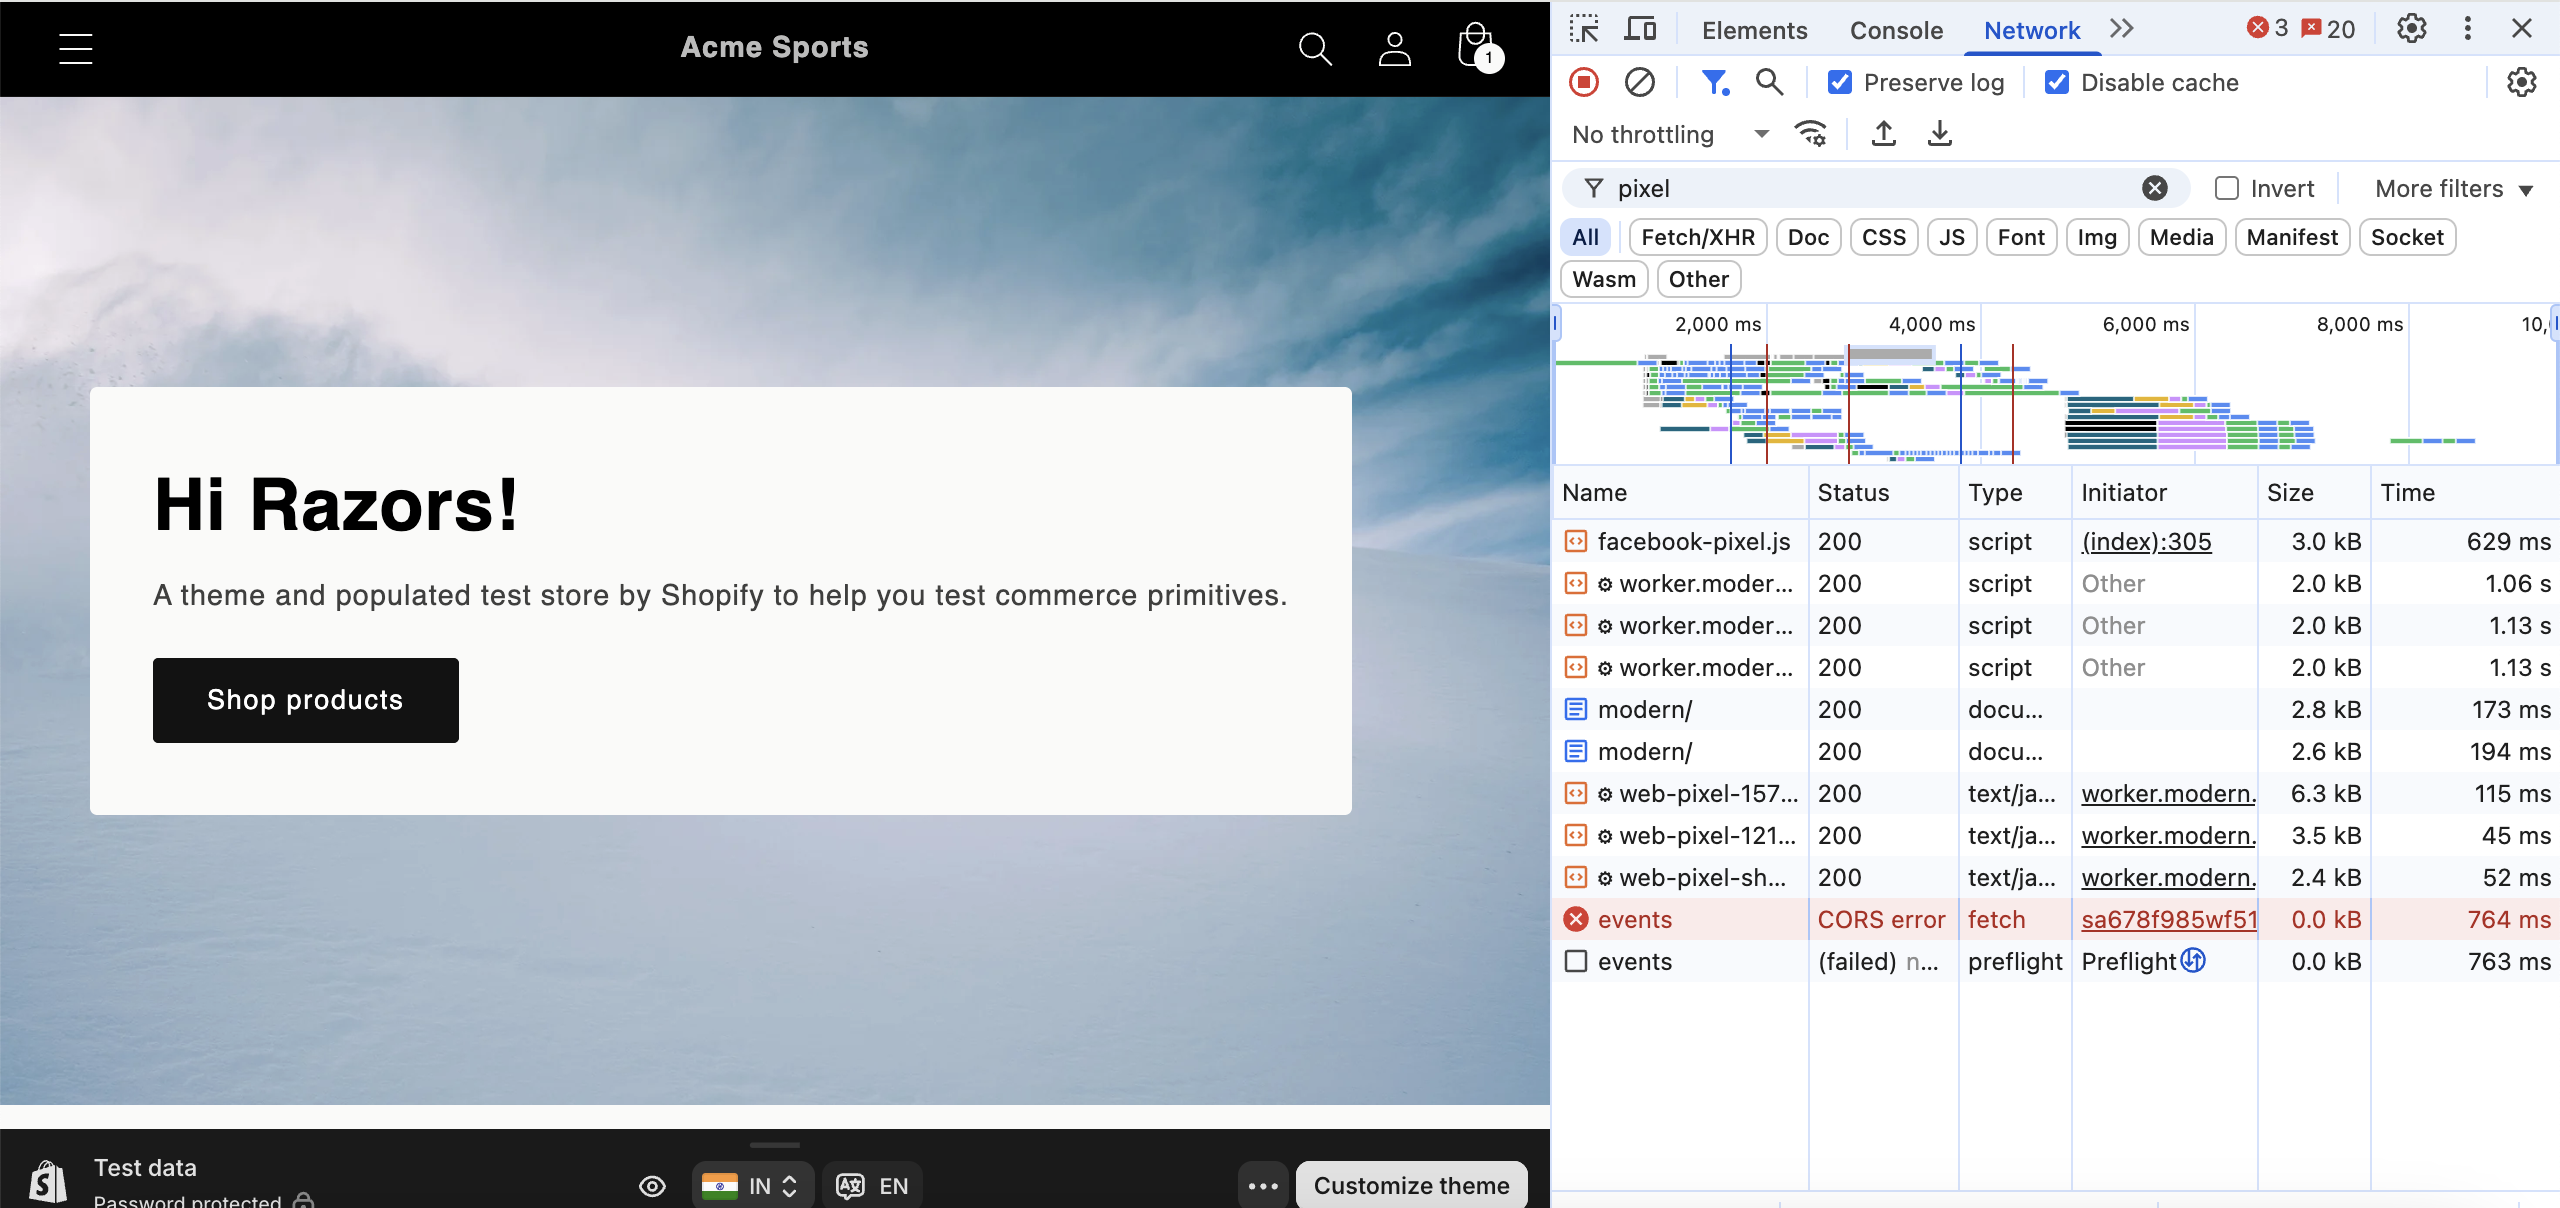 Acme Sports
1
Hi Razors!
A theme and populated test store by Shopify to help you test commerce primitives.
Shop products
Test data
Password protected
IN
EN
Customize theme
Elements
Console
Network
3
20
Preserve log
Disable cache
No throttling
pixel
Invert
More filters
All
Fetch/XHR
Doc
CSS
JS
Font
Img
Media
Manifest
Socket
Wasm
Other
2,000 ms
4,000 ms
6,000 ms
8,000 ms
10,
Name Status Type Initiator Size Time
facebook-pixel.js 200 script (index):305 3.0 kB 629 ms
worker.moder... 200 script Other 2.0 kB 1.06 s
worker.moder... 200 script Other 2.0 kB 1.13 s
worker.moder... 200 script Other 2.0 kB 1.13 s
modern/ 200 docu... 2.8 kB 173 ms
modern/ 200 docu... 2.6 kB 194 ms
web-pixel-157... 200 text/ja... worker.modern. 6.3 kB 115 ms
web-pixel-121... 200 text/ja... worker.modern. 3.5 kB 45 ms
web-pixel-sh... 200 text/ja... worker.modern. 2.4 kB 52 ms
events CORS error fetch sa678f985wf51 0.0 kB 764 ms
events (failed) n... preflight Preflight 0.0 kB 763 ms